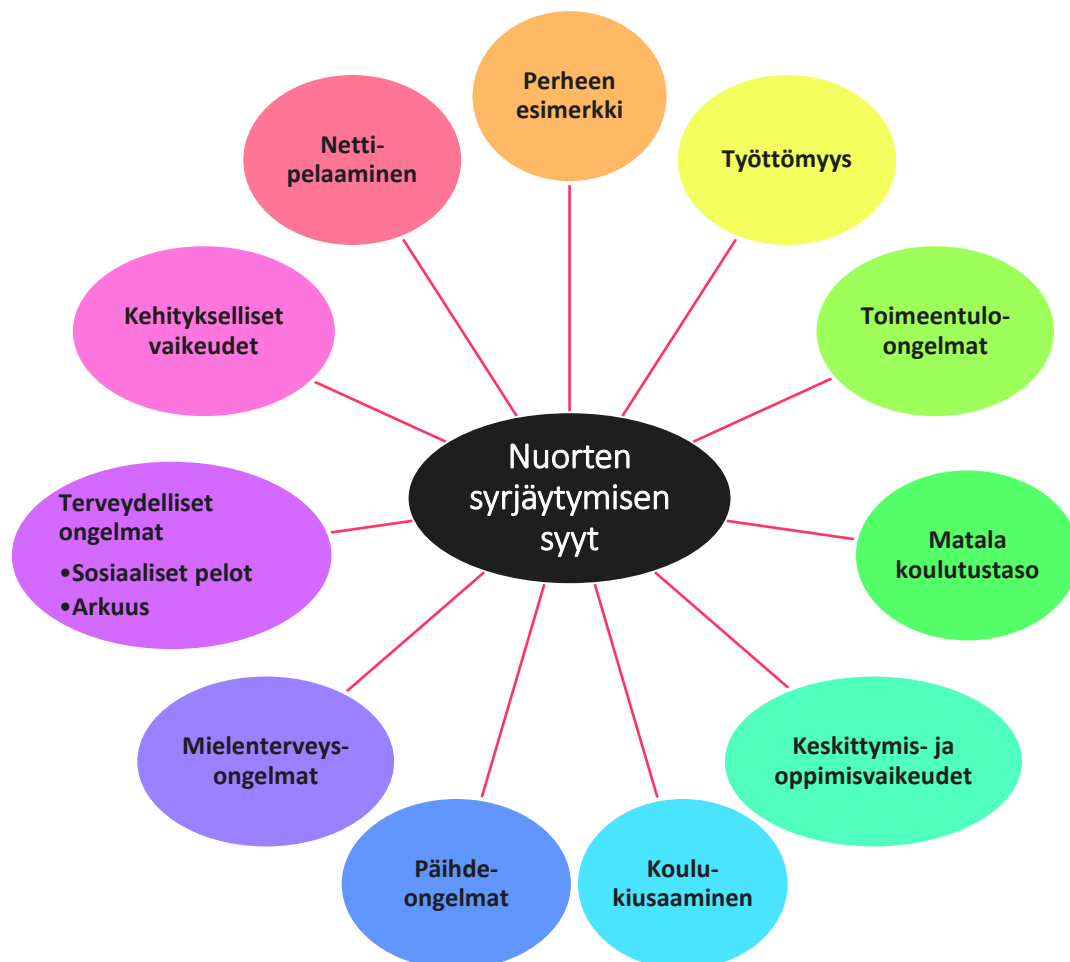 Perheen
esimerkki
Työttömyys
Toimeentulo-
ongelmat
Matala
koulutustaso
Keskittymis- ja
oppimisvaikeudet
Koulu-
kiusaaminen
Päihde-
ongelmat
Mielenterveys-
ongelmat
Terveydelliset
ongelmat
•Sosiaaliset pelot
•Arkuus
Kehitykselliset
vaikeudet
Netti-
pelaaminen
Nuorten
syrjäytymisen
syyt